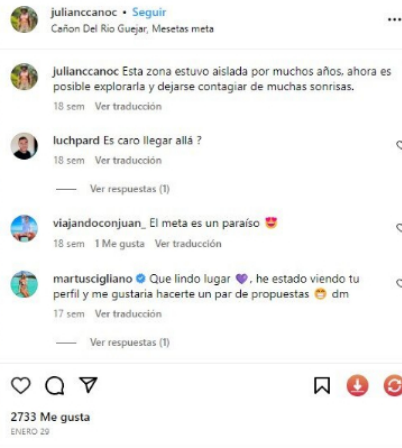 julianccanoc • Seguir
Cañon Del Rio Guejar, Mesetas meta
julianccanoc Esta zona estuvo aislada por muchos años, ahora es
posible explorarla y dejarse contagiar de muchas sonrisas.
18 sem Ver traducción
luchpard Es caro llegar allá ?
18 sem Ver traducción
Ver respuestas (1)
viajandoconjuan_ El meta es un paraíso 😍
18 sem 1 Me gusta Ver traducción
martuscigliano Que lindo lugar 💜, he estado viendo tu
perfil y me gustaria hacerte un par de propuestas 😁 dm
17 sem Ver traducción
Ver respuestas (1)
2733 Me gusta
ENERO 29